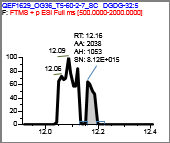 QEF1629_OG36_T5-60-2-7_SC DGDG-32:5
F: FTMS + p ESI Full ms [500.0000-2000.0000]
RT: 12.16
AA: 2038
AH: 1053
SN: 8.12E+015
12.09
12.06
100
80
60
40
20
0
12.0 12.2 12.4